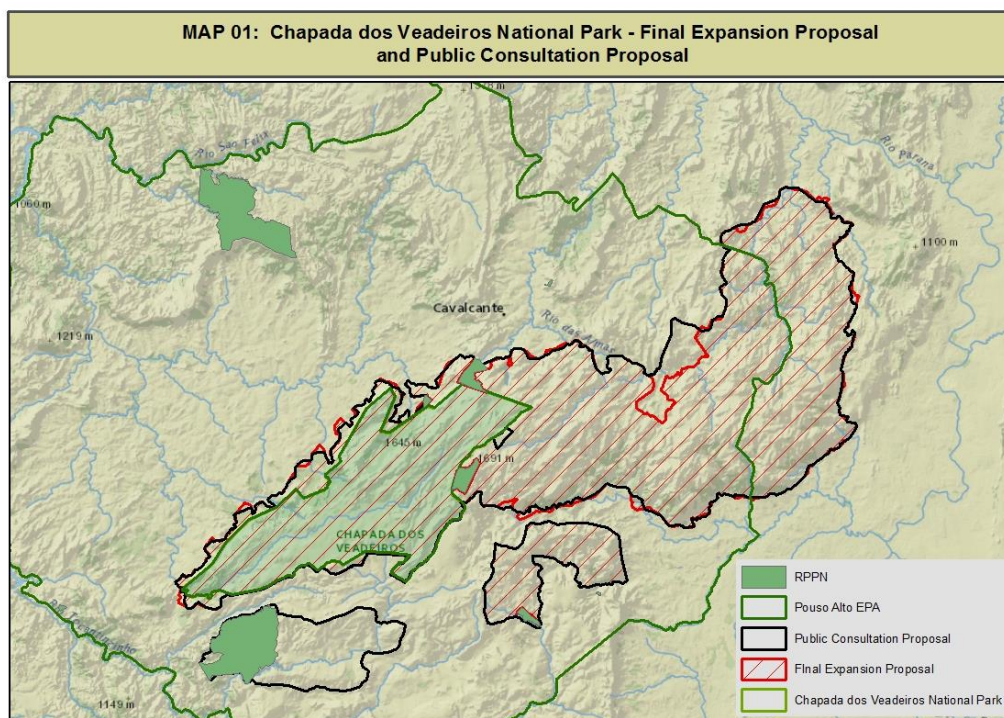 MAP 01: Chapada dos Veadeiros National Park - Final Expansion Proposal
and Public Consultation Proposal
Rio São Felix
Rio Paranã
1060 m
1100 m
Cavalcante
Rio das Almas
1219 m
1645 m
1691 m
CHAPADA DOS
VEADEIROS
1149 m
RPPN
Pouso Alto EPA
Public Consultation Proposal
FInal Expansion Proposal
Chapada dos Veadeiros National Park